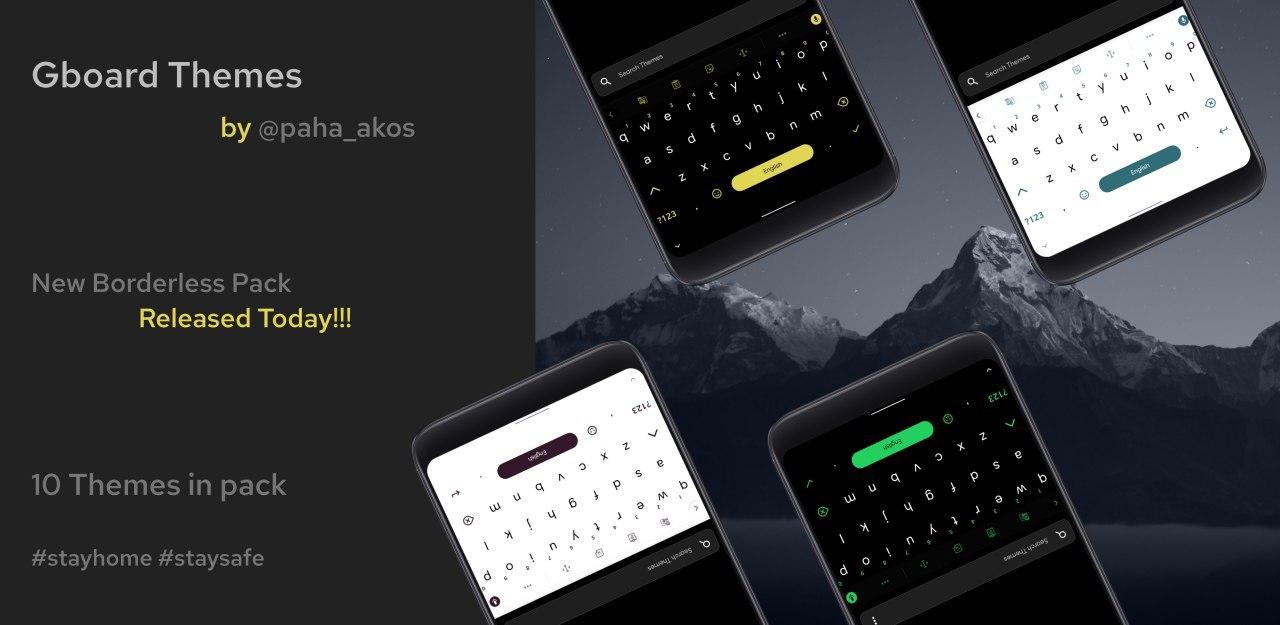 Gboard Themes
by @paha_akos
New Borderless Pack
Released Today!!!
10 Themes in pack
#stayhome #staysafe
Search Themes
q w e r t y u i o p
a s d f g h j k l
z x c v b n m
?123 , English .
Search Themes
q w e r t y u i o p
a s d f g h j k l
z x c v b n m
?123 , English .
Search Themes
q w e r t y u i o p
a s d f g h j k l
z x c v b n m
?123 , English .
Search Themes
q w e r t y u i o p
a s d f g h j k l
z x c v b n m
?123 , English .